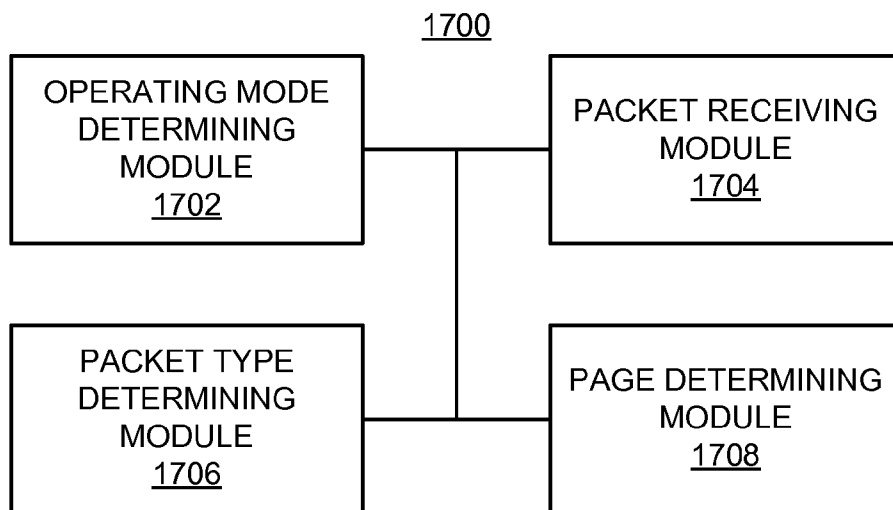 1700
OPERATING MODE
DETERMINING
MODULE
1702
PACKET RECEIVING
MODULE
1704
PACKET TYPE
DETERMINING
MODULE
1706
PAGE DETERMINING
MODULE
1708